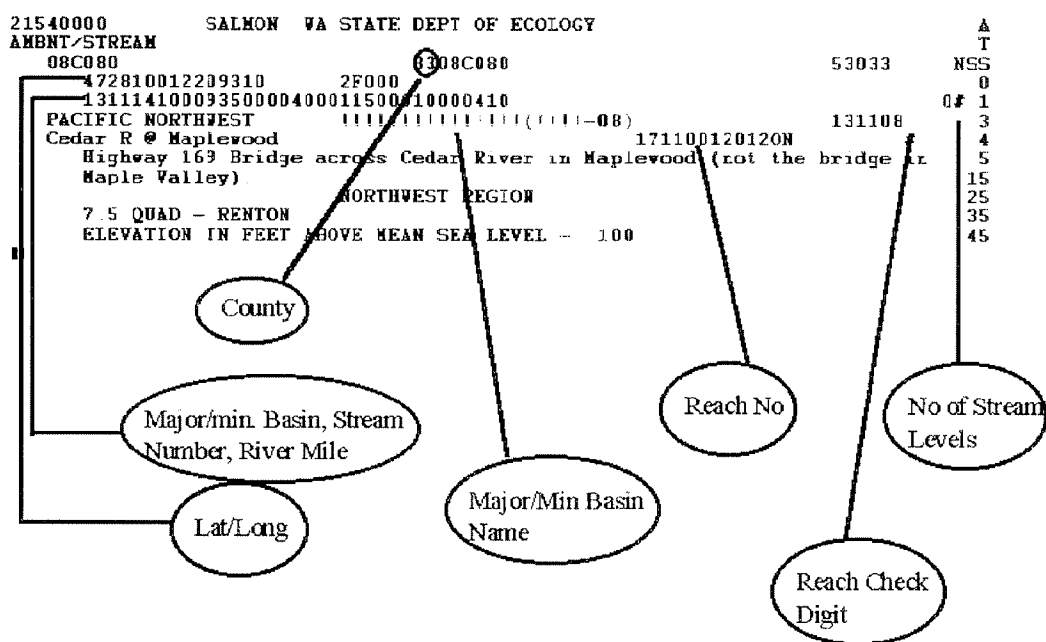 21540000 SALMON WA STATE DEPT OF ECOLOGY A
AMBNT/STREAM T
08C080 3308C080 53033 NSS
472810012209310 2F000 0
0# 1
PACIFIC NORTHWEST 131108 3
Cedar R @ Maplewood 17110012012ON 4
Highway 169 Bridge across Cedar River in Maplewood (not the bridge in 5
Maple Valley) 15
NORTHWEST REGION 25
7.5 QUAD - RENTON 35
ELEVATION IN FEET ABOVE MEAN SEA LEVEL - 100 45
County
Major/min. Basin, Stream
Number, River Mile
Lat/Long
Major/Min Basin
Name
Reach No
No of Stream
Levels
Reach Check
Digit